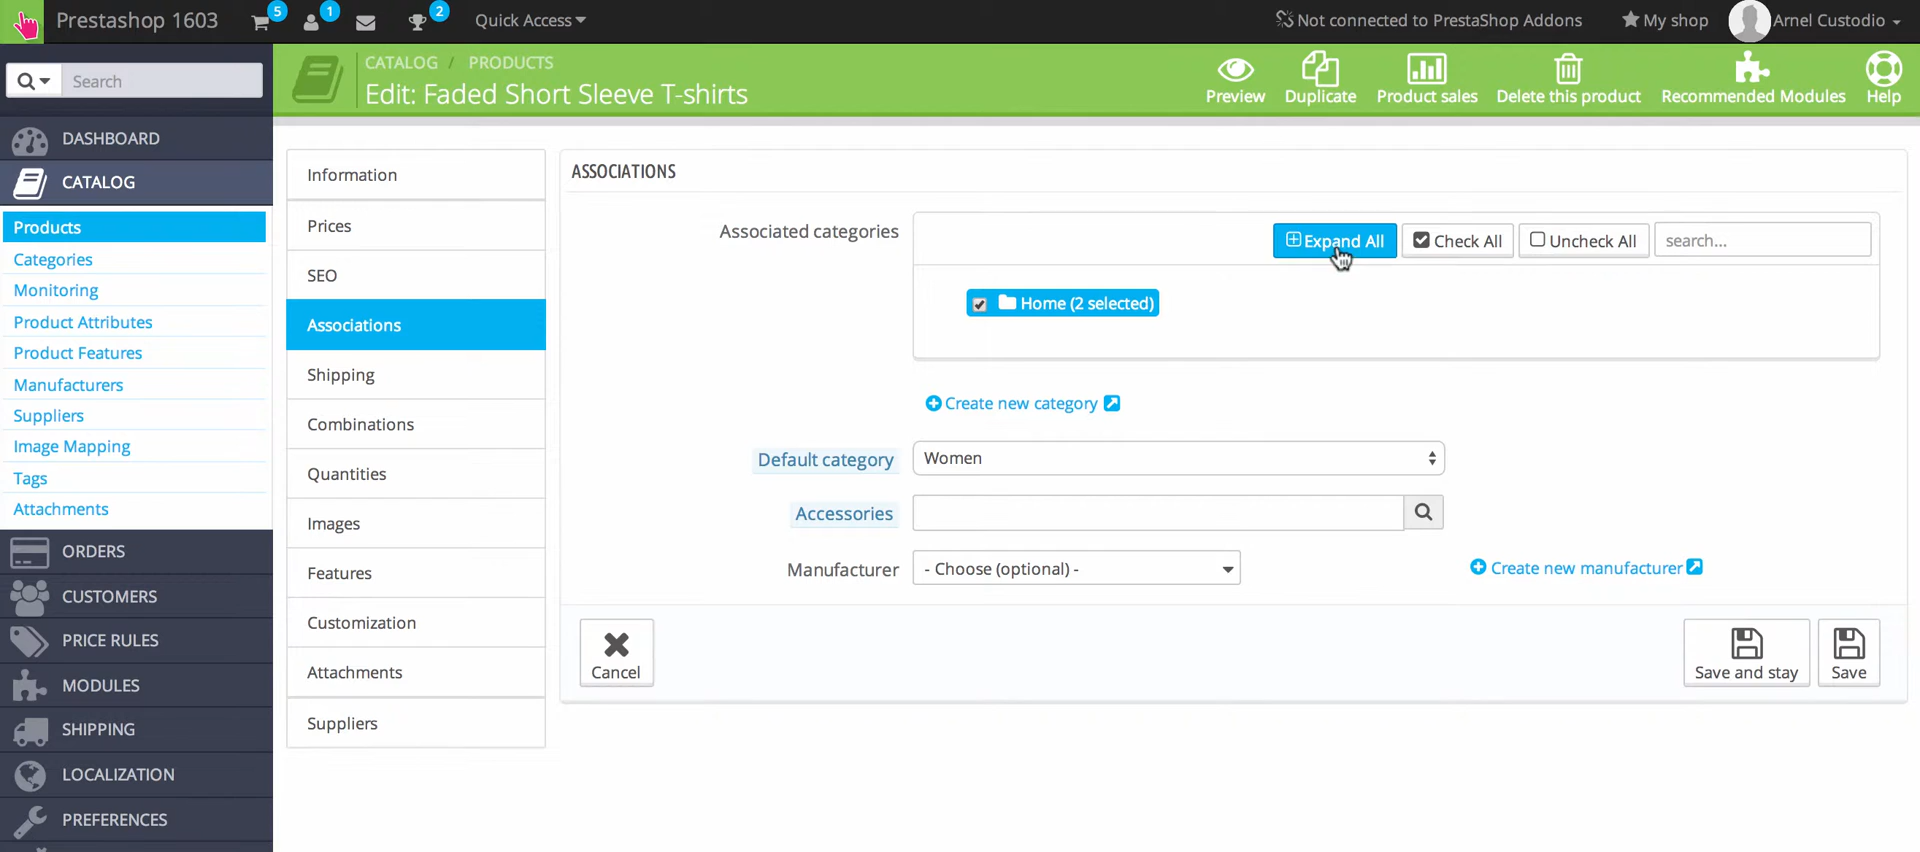 Prestashop 1603 5 1 2 Quick Access Not connected to PrestaShop Addons My shop Arnel Custodio
Search
DASHBOARD
CATALOG
Products
Categories
Monitoring
Product Attributes
Product Features
Manufacturers
Suppliers
Image Mapping
Tags
Attachments
ORDERS
CUSTOMERS
PRICE RULES
MODULES
SHIPPING
LOCALIZATION
PREFERENCES
CATALOG / PRODUCTS
Edit: Faded Short Sleeve T-shirts
Preview Duplicate Product sales Delete this product Recommended Modules Help
Information
Prices
SEO
Associations
Shipping
Combinations
Quantities
Images
Features
Customization
Attachments
Suppliers
ASSOCIATIONS
Associated categories Expand All Check All Uncheck All search...
Home (2 selected)
Create new category
Default category Women
Accessories
Manufacturer - Choose (optional) - Create new manufacturer
Cancel Save and stay Save